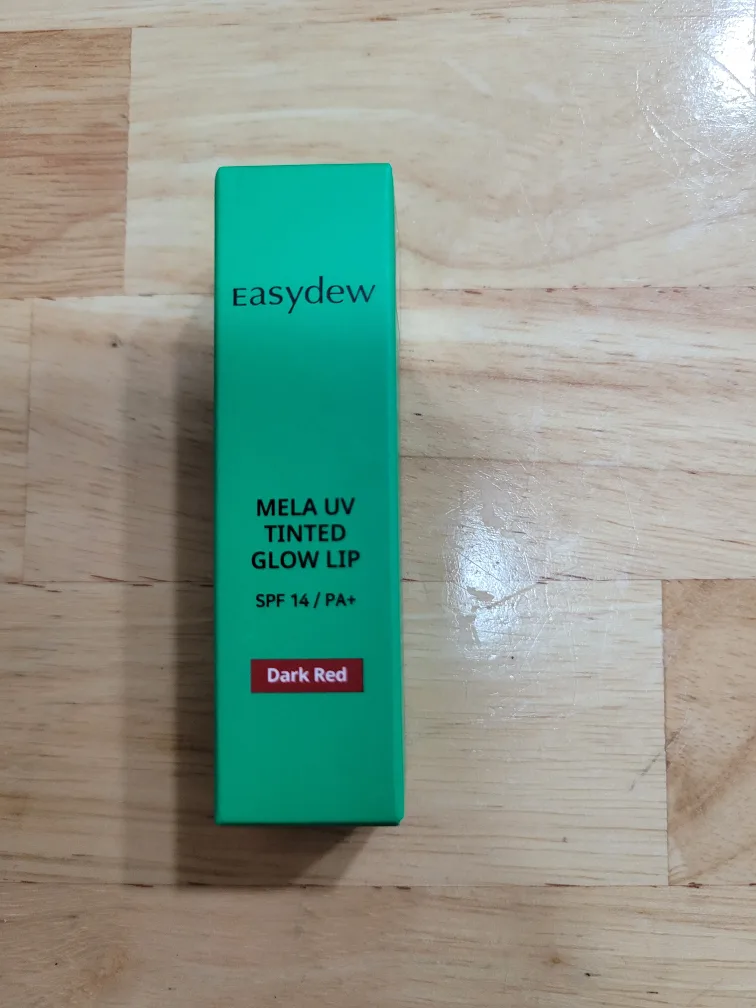 Easydew
MELA UV
TINTED
GLOW LIP
SPF 14 / PA+
Dark Red